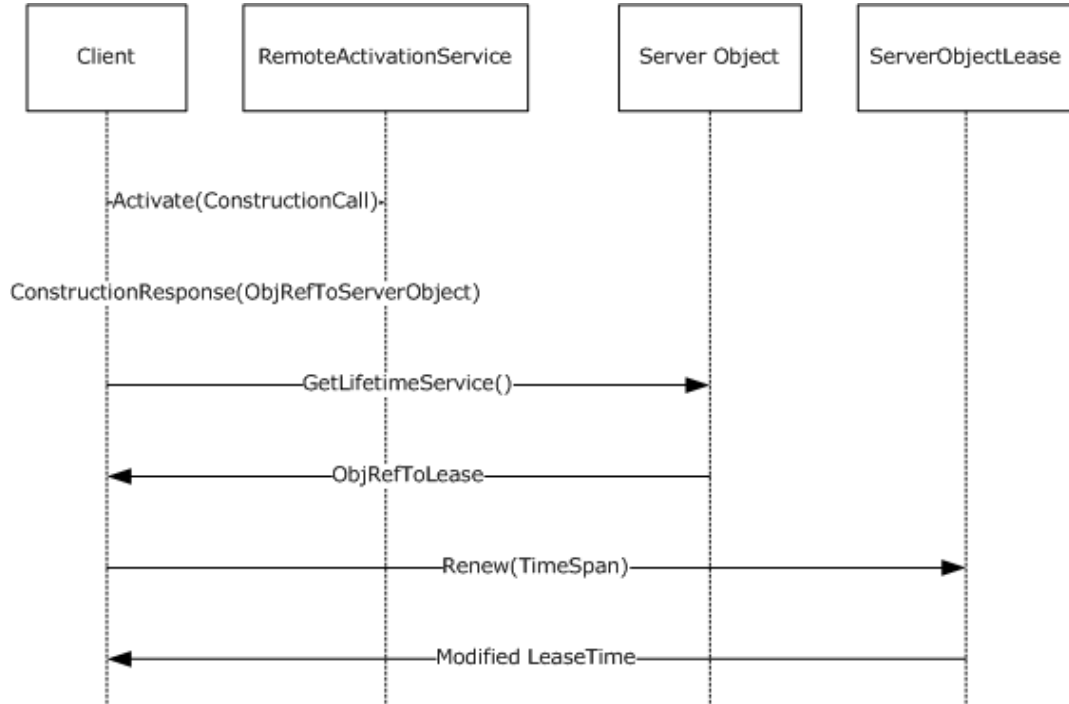 Client
RemoteActivationService
Server Object
ServerObjectLease
Activate(ConstructionCall)
ConstructionResponse(ObjRefToServerObject)
GetLifetimeService()
ObjRefToLease
Renew(TimeSpan)
Modified LeaseTime